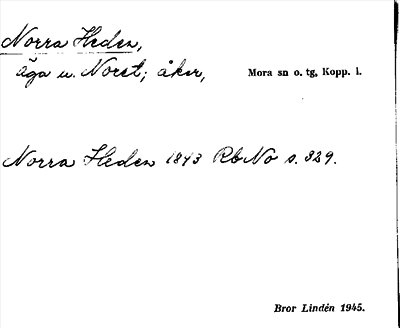 Norra Heden,
äga u. Noret; åker, Mora sn o. tg, Kopp. l.
Norra Heden 1843 RbNo s. 329.
Bror Lindén 1945.